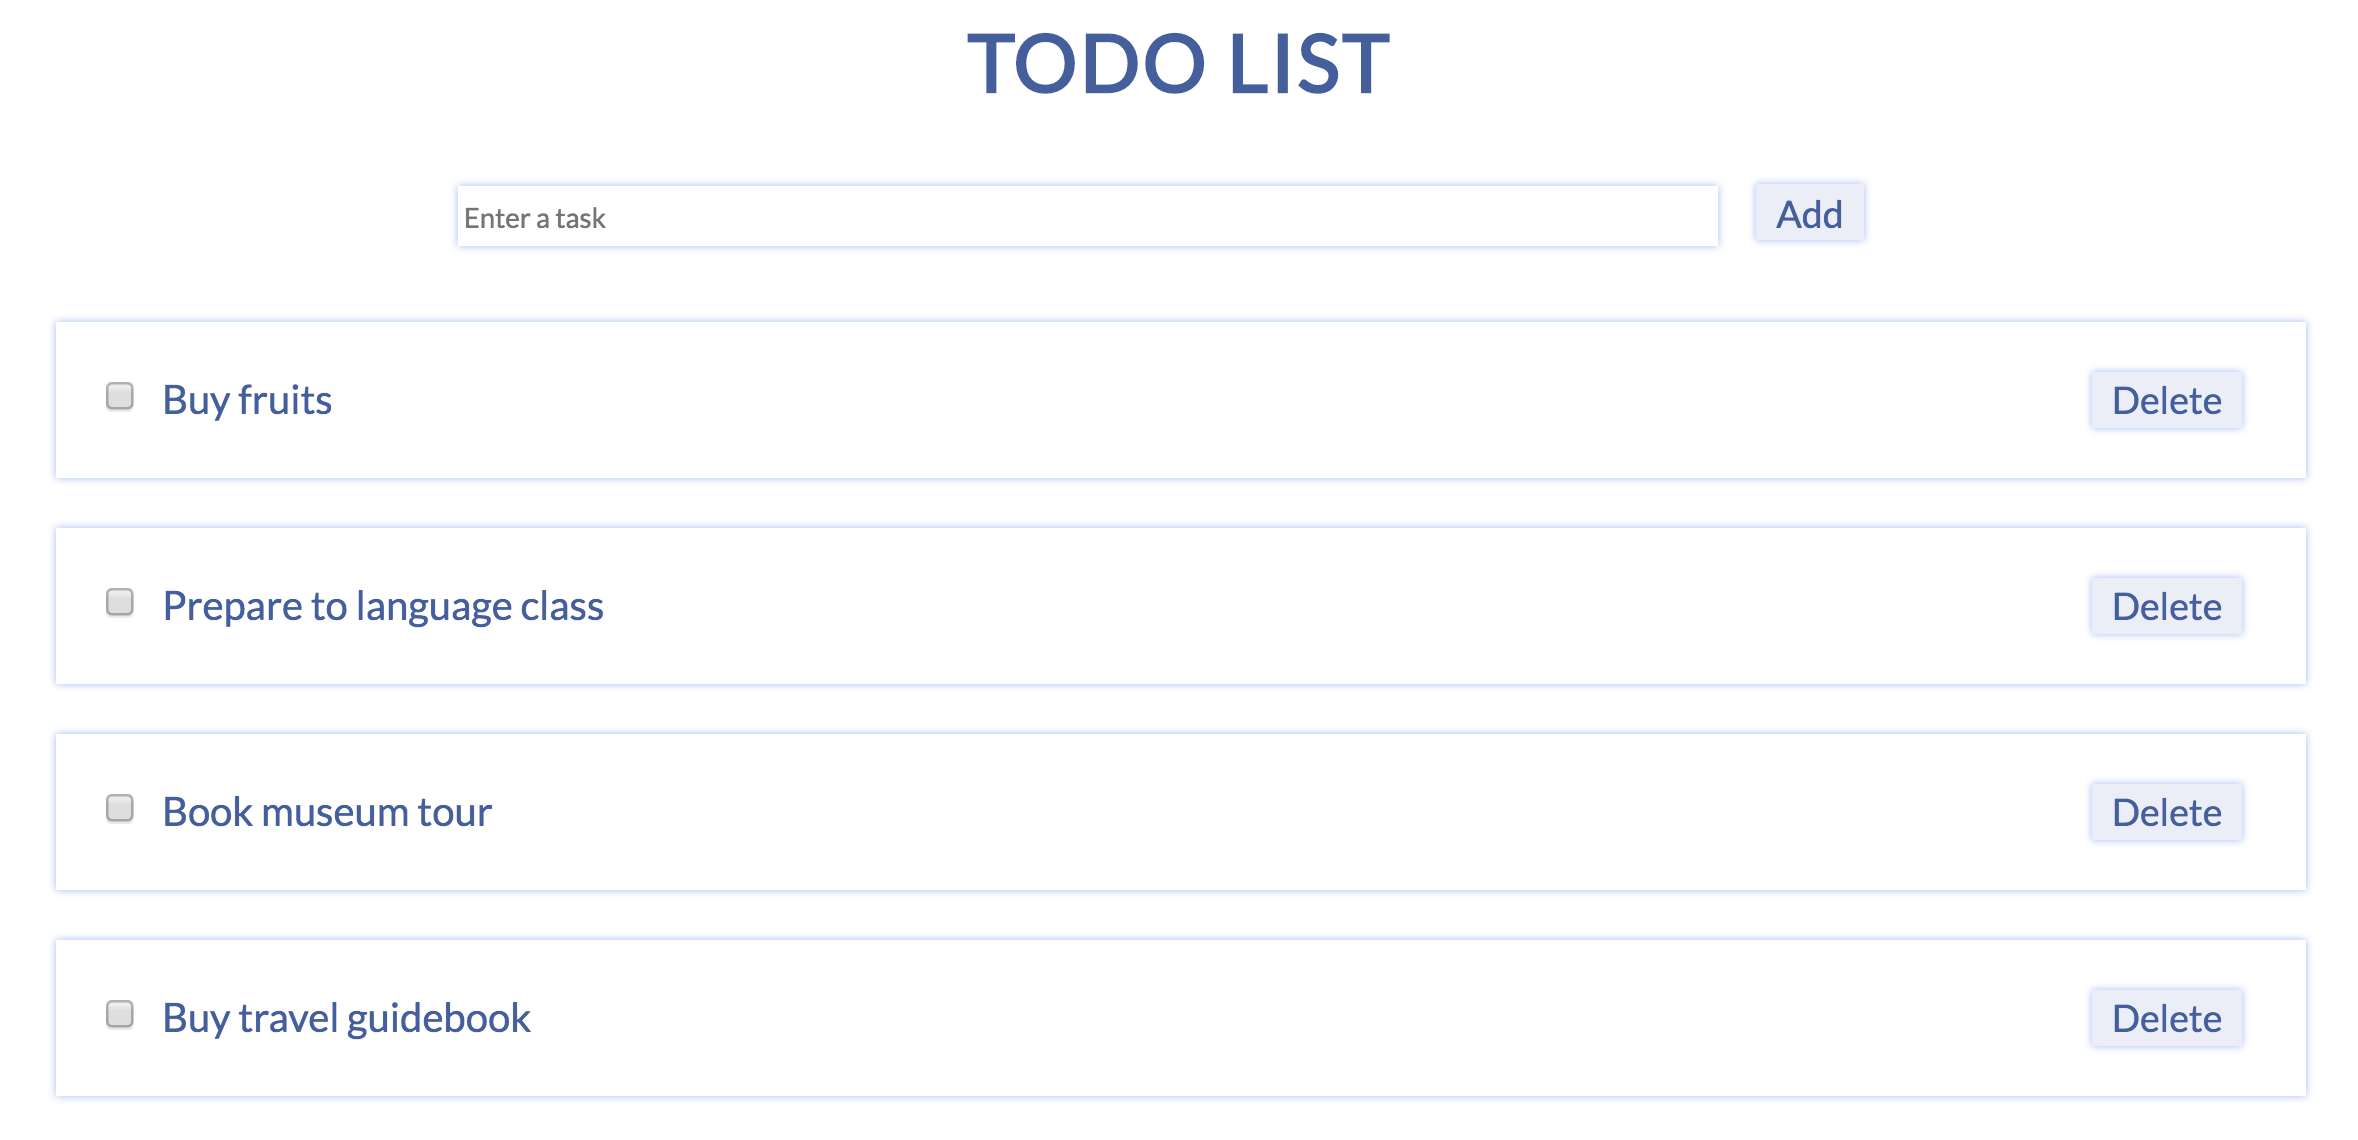 TODO LIST
Enter a task
Add
Buy fruits
Delete
Prepare to language class
Delete
Book museum tour
Delete
Buy travel guidebook
Delete